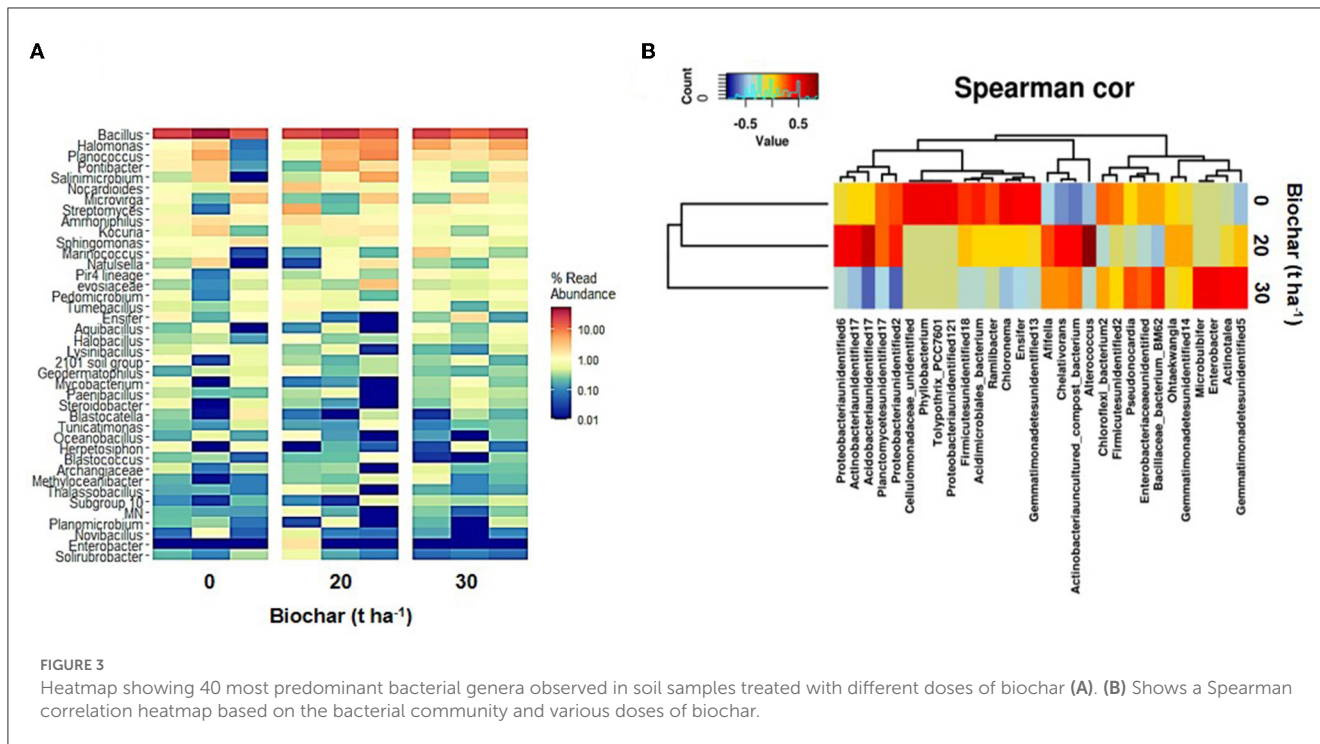 A
Bacillus
Halomonas
Planococcus
Pontibacter
Salinimicrobium
Nocardioides
Microvirga
Streptomyces
Ammoniphilus
Kocuria
Sphingomonas
Marinococcus
Nafulsella
Pir4 lineage
evosiaceae
Pedomicrobium
Tumebacillus
Ensifer
Aquibacillus
Halobacillus
Lysinibacillus
2101 soil group
Geodermatophilus
Mycobacterium
Paenibacillus
Steroidobacter
Blastocatella
Tunicatimonas
Oceanobacillus
Herpetosiphon
Blastococcus
Archangiaceae
Methyloceanibacter
Thalassobacillus
Subgroup 10
MN
Planomicrobium
Novibacillus
Enterobacter
Solirubrobacter
0 20 30
Biochar (t ha-1)
% Read
Abundance
10.00
1.00
0.10
0.01
B
Count
0
-0.5 0.5
Value
Spearman cor
0
20
30
Biochar (t ha-1)
Proteobacteriaunidentified6
Actinobacteriaunidentified17
Acidobacteriaunidentified17
Planctomycetesunidentified17
Proteobacteriaunidentified2
Cellulomonadaceae_unidentified
Phyllobacterium
Tolypothrix_PCC7601
Proteobacteriaunidentified121
Firmicutesunidentified18
Acidimicrobiales_bacterium
Ramlibacter
Chloronema
Ensifer
Gemmatimonadetesunidentified13
Afifella
Chelativorans
Actinobacteriauncultured_compost_bacterium
Alterococcus
Chloroflexi_bacterium2
Firmicutesunidentified2
Pseudonocardia
Enterobacteriaceaeunidentified
Bacillaceae_bacterium_BM62
Ohtaekwangia
Gemmatimonadetesunidentified14
Microbulbifer
Enterobacter
Actinotalea
Gemmatimonadetesunidentified5
FIGURE 3
Heatmap showing 40 most predominant bacterial genera observed in soil samples treated with different doses of biochar (A). (B) Shows a Spearman
correlation heatmap based on the bacterial community and various doses of biochar.